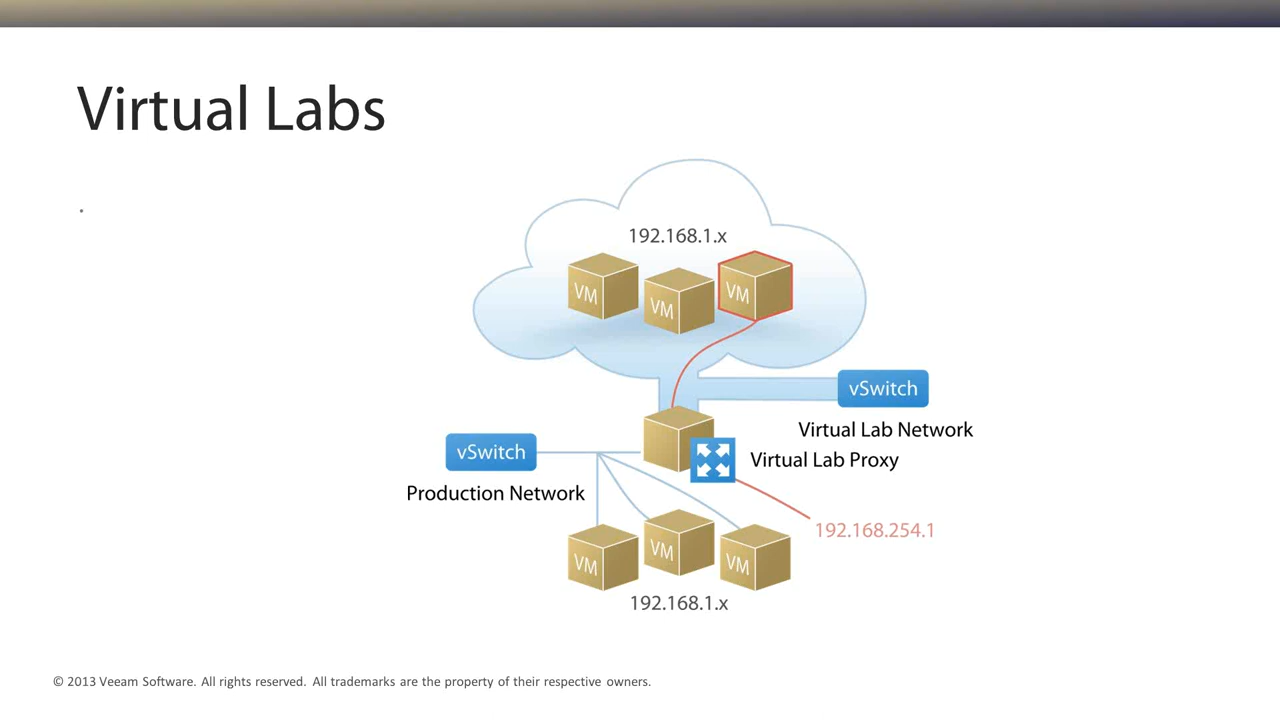 Virtual Labs
.
192.168.1.x
VM
VM
VM
vSwitch
Virtual Lab Network
vSwitch
Virtual Lab Proxy
Production Network
192.168.254.1
VM
VM
VM
192.168.1.x
© 2013 Veeam Software. All rights reserved. All trademarks are the property of their respective owners.